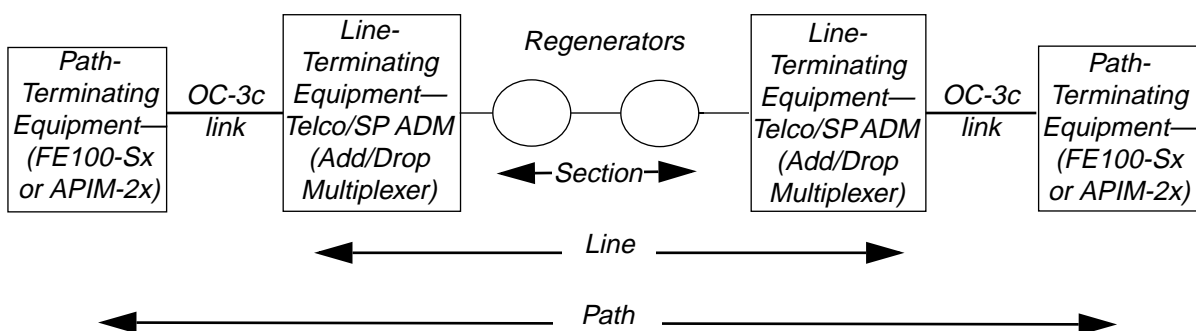 Path-
Terminating
Equipment—
(FE100-Sx
or APIM-2x)
OC-3c
link
Line-
Terminating
Equipment—
Telco/SP ADM
(Add/Drop
Multiplexer)
Regenerators
Section
Line-
Terminating
Equipment—
Telco/SP ADM
(Add/Drop
Multiplexer)
OC-3c
link
Path-
Terminating
Equipment—
(FE100-Sx
or APIM-2x)
Line
Path